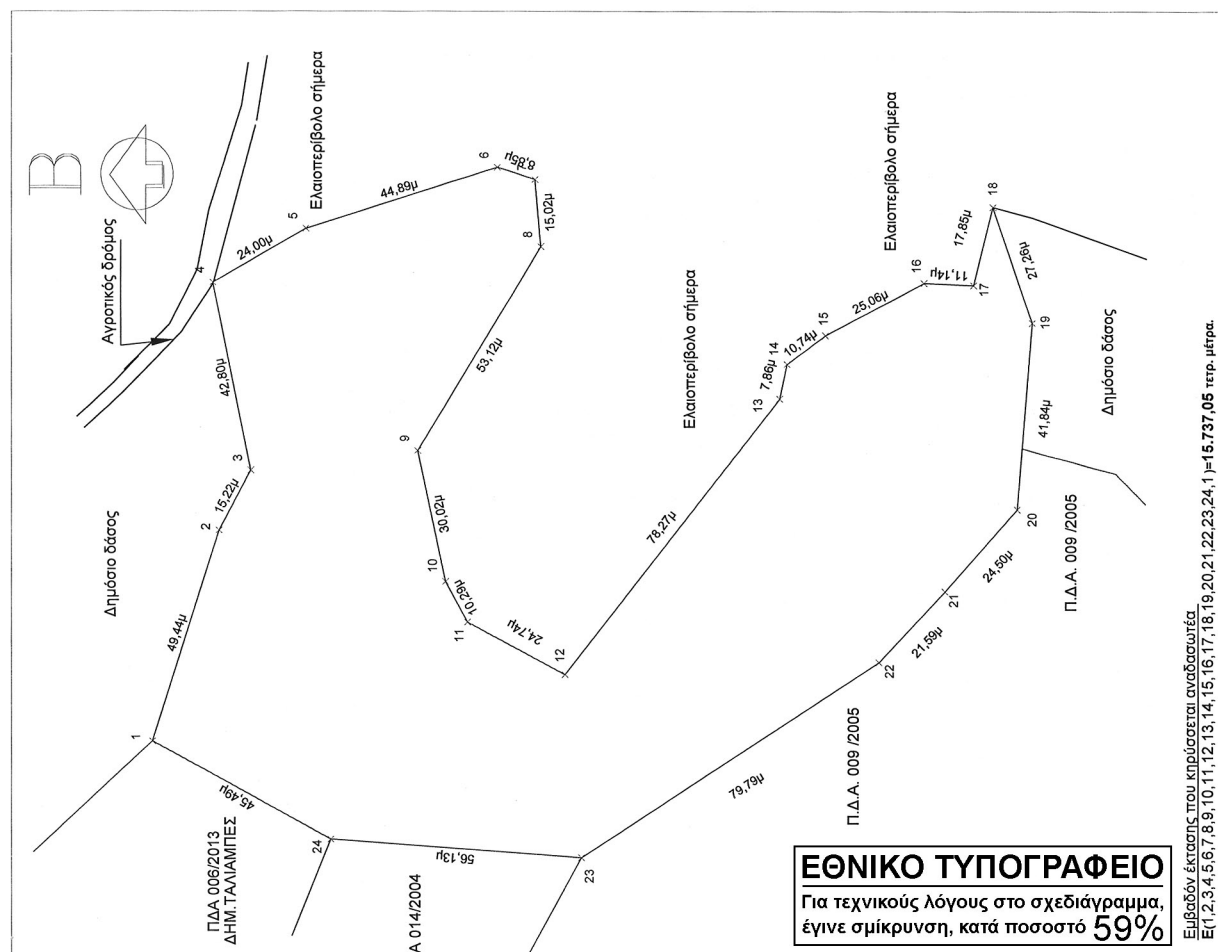 Β
Αγροτικός δρόμος
Δημόσιο δάσος
Ελαιοπερίβολο σήμερα
1
49,44μ
2
15,22μ
3
42,80μ
4
24,00μ
5
44,89μ
6
8,85μ
15,02μ
8
53,12μ
9
30,02μ
10
10,29μ
11
24,74μ
12
78,27μ
13
7,86μ
14
10,74μ
15
25,06μ
16
11,14μ
17
17,85μ
18
27,26μ
19
41,84μ
20
24,50μ
21
21,59μ
22
79,79μ
23
56,13μ
24
45,49μ
Ελαιοπερίβολο σήμερα
Ελαιοπερίβολο σήμερα
Δημόσιο δάσος
Π.Δ.Α. 009 /2005
Π.Δ.Α. 009 /2005
ΠΔΑ 006/2013
ΔΗΜ.ΤΑΛΙΑΜΠΕΣ
Α 014/2004
Εμβαδόν έκτασης που κηρύσσεται αναδασωτέα
Ε(1,2,3,4,5,6,7,8,9,10,11,12,13,14,15,16,17,18,19,20,21,22,23,24,1)=15.737,05 τετρ. μέτρα.
ΕΘΝΙΚΟ ΤΥΠΟΓΡΑΦΕΙΟ
Για τεχνικούς λόγους στο σχεδιάγραμμα,
έγινε σμίκρυνση, κατά ποσοστό 59%